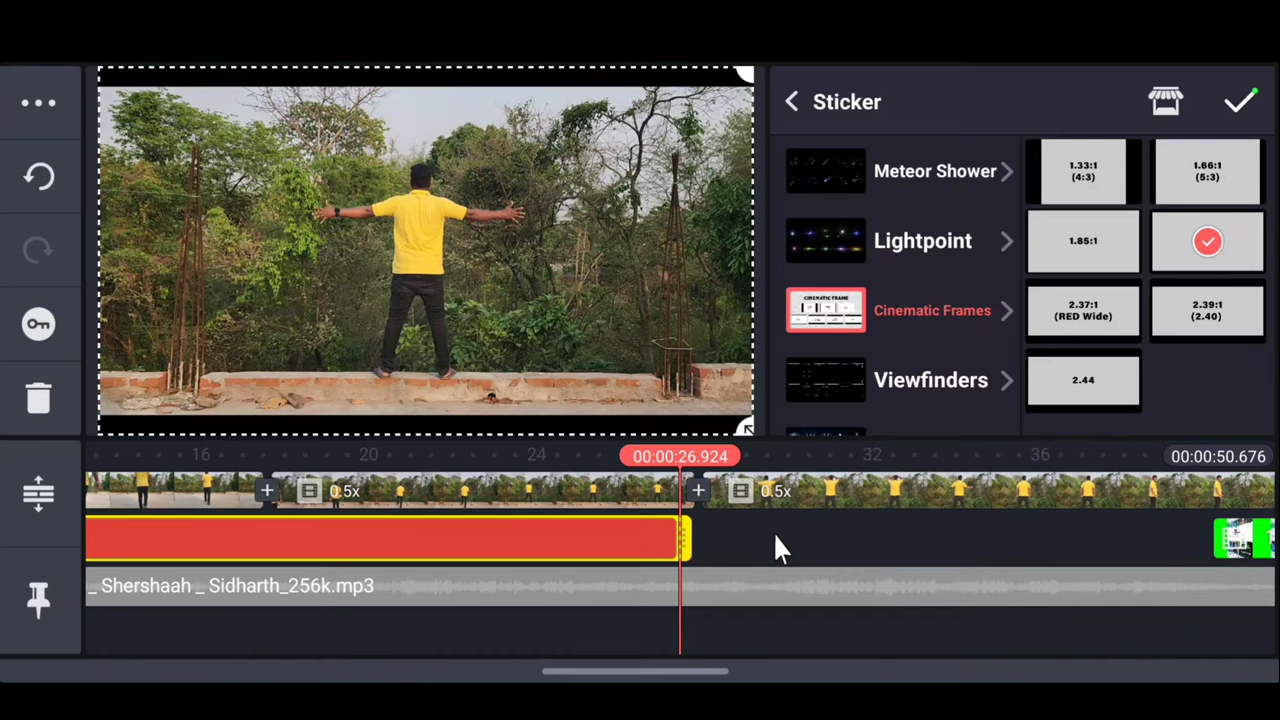 Sticker
Meteor Shower
Lightpoint
CINEMATIC FRAME
Cinematic Frames
Viewfinders
1.33:1
(4:3)
1.66:1
(5:3)
1.85:1
2.37:1
(RED Wide)
2.39:1
(2.40)
2.44
16
20
24
00:00:26.924
32
36
00:00:50.676
0.5x
0.5x
_ Shershaah _ Sidharth_256k.mp3